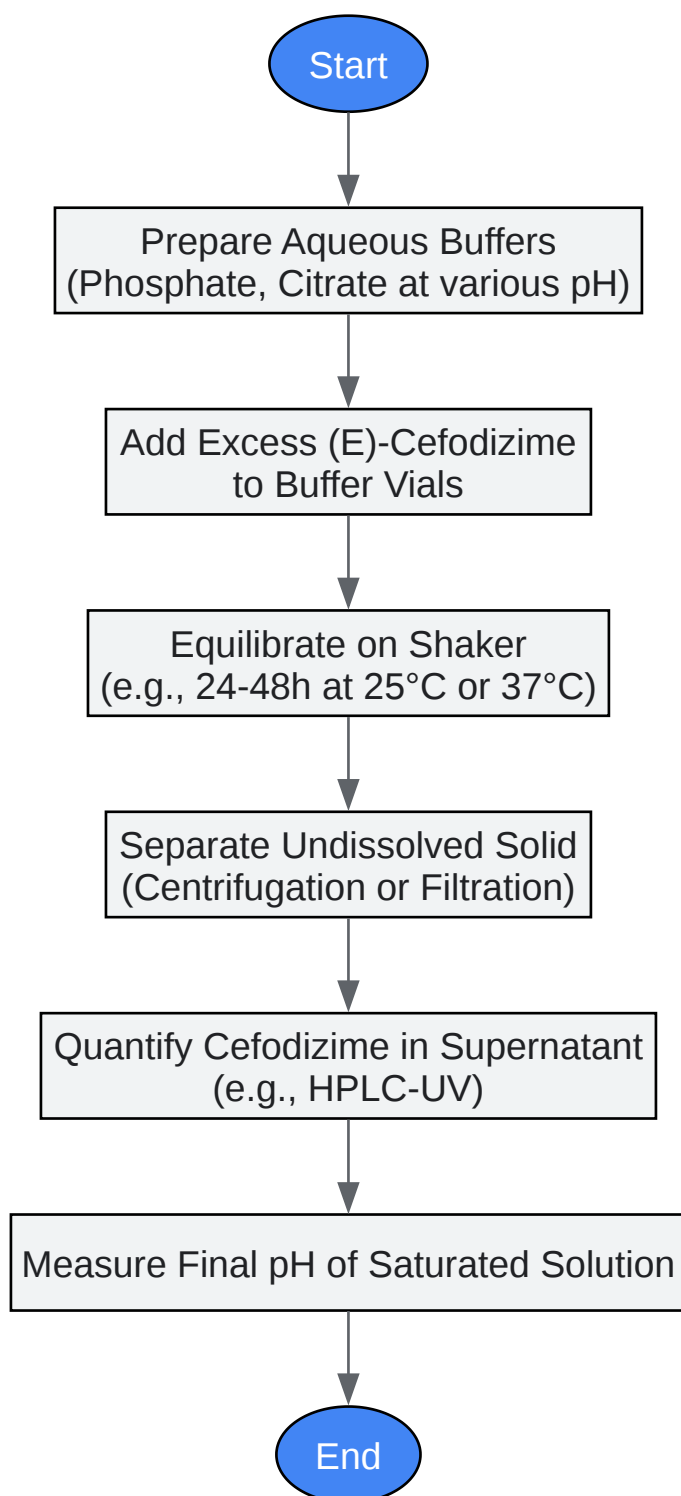 Start
Prepare Aqueous Buffers
(Phosphate, Citrate at various pH)
Add Excess (E)-Cefodizime
to Buffer Vials
Equilibrate on Shaker
(e.g., 24-48h at 25°C or 37°C)
Separate Undissolved Solid
(Centrifugation or Filtration)
Quantify Cefodizime in Supernatant
(e.g., HPLC-UV)
Measure Final pH of Saturated Solution
End